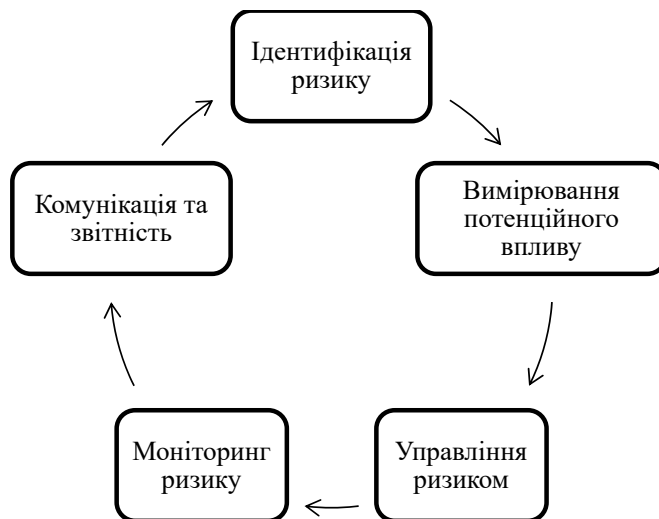 Ідентифікація
ризику
Вимірювання
потенційного
впливу
Управління
ризиком
Моніторинг
ризику
Комунікація та
звітність